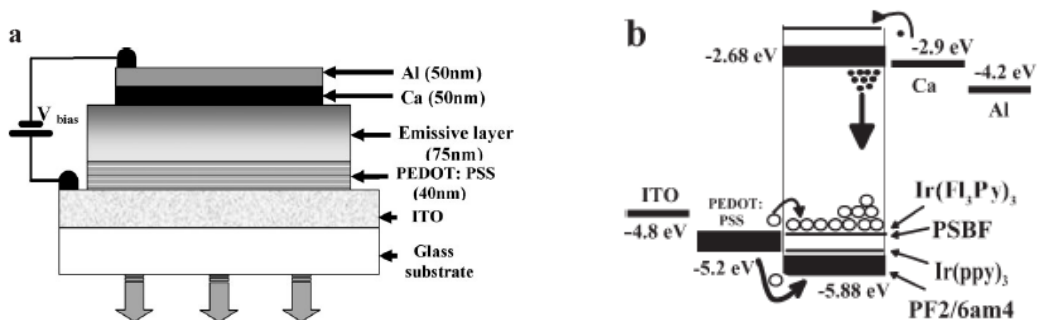 a
Al (50nm)
Ca (50nm)
V bias
Emissive layer
(75nm)
PEDOT: PSS
(40nm)
ITO
Glass
substrate
b
-2.68 eV
-2.9 eV
Ca
-4.2 eV
Al
ITO
-4.8 eV
PEDOT:
PSS
-5.2 eV
-5.88 eV
Ir(Fl₃Py)₃
PSBF
Ir(ppy)₃
PF2/6am4